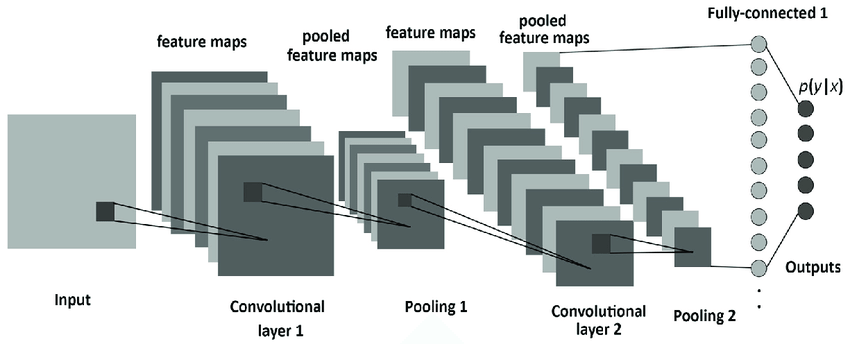 Fully-connected 1
pooled
feature maps
feature maps
pooled
feature maps
feature maps
p(y|x)
Input
Convolutional
layer 1
Pooling 1
Convolutional
layer 2
Pooling 2
Outputs